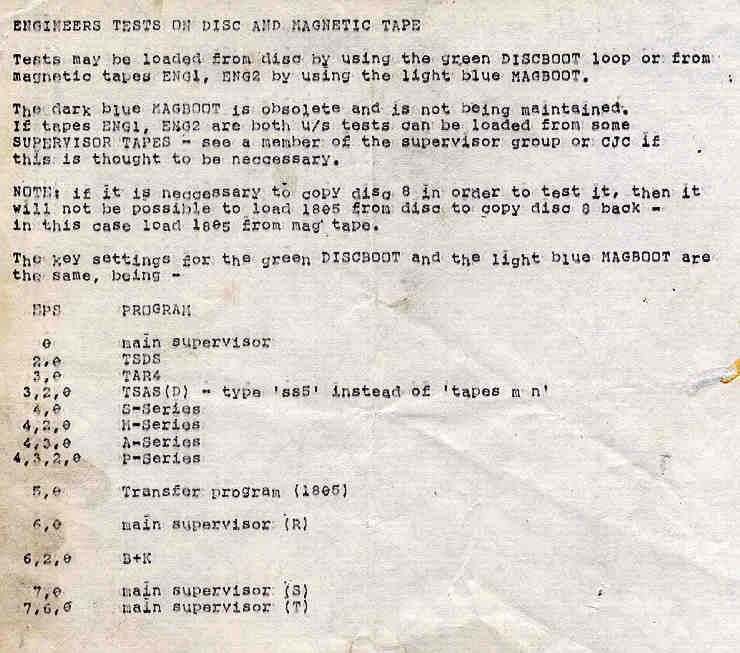 ENGINEERS TESTS ON DISC AND MAGNETIC TAPE
Tests may be loaded from disc by using the green DISCBOOT loop or from
magnetic tapes ENG1, ENG2 by using the light blue MAGBOOT.
The dark blue MAGBOOT is obsolete and is not being maintained.
If tapes ENG1, ENG2 are both u/s tests can be loaded from some
SUPERVISOR TAPES - see a member of the supervisor group or CJC if
this is thought to be neccessary.
NOTE: if it is neccessary to copy disc 8 in order to test it, then it
will not be possible to load 1805 from disc to copy disc 8 back -
in this case load 1805 from mag tape.
The key settings for the green DISCBOOT and the light blue MAGBOOT are
the same, being -
EPS PROGRAM
0 main supervisor
2,0 TSDS
3,0 TAR4
3,2,0 TSAS(D) - type 'ss5' instead of 'tapes m n'
4,0 S-Series
4,2,0 M-Series
4,3,0 A-Series
4,3,2,0 P-Series
5,0 Transfer program (1805)
6,0 main supervisor (R)
6,2,0 B+K
7,0 main supervisor (S)
7,6,0 main supervisor (T)